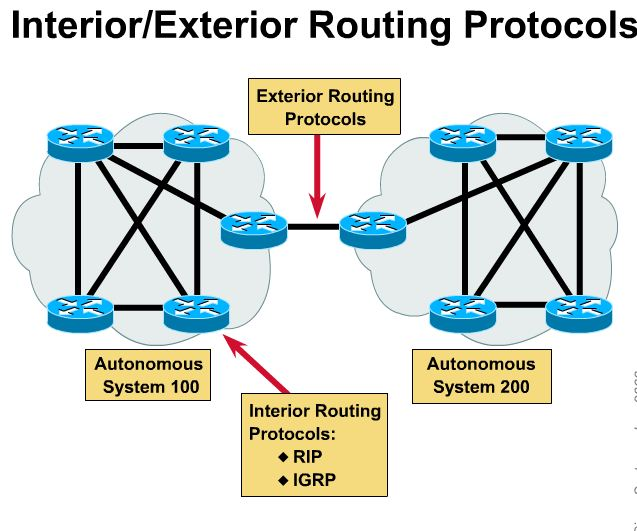 Interior/Exterior Routing Protocols
Exterior Routing
Protocols
Autonomous
System 100
Autonomous
System 200
Interior Routing
Protocols:
◆ RIP
◆ IGRP